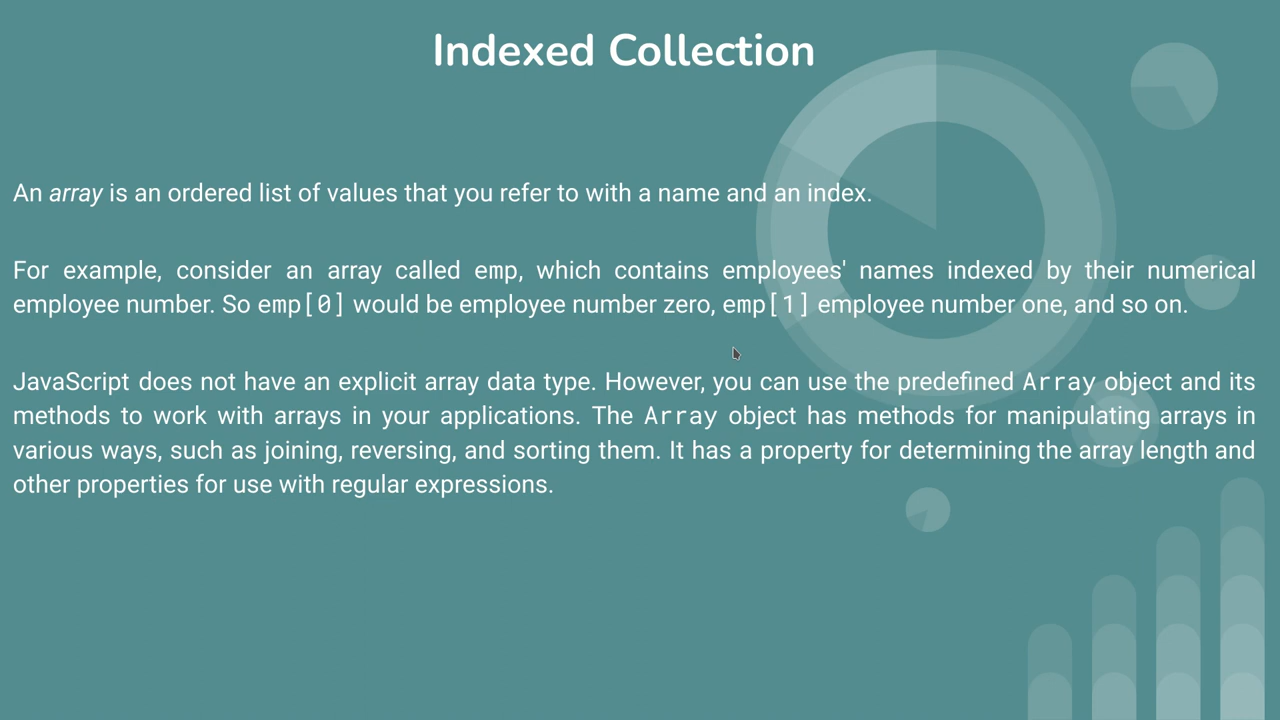 Indexed Collection
An array is an ordered list of values that you refer to with a name and an index.
For example, consider an array called emp, which contains employees' names indexed by their numerical
employee number. So emp[0] would be employee number zero, emp[1] employee number one, and so on.
JavaScript does not have an explicit array data type. However, you can use the predefined Array object and its
methods to work with arrays in your applications. The Array object has methods for manipulating arrays in
various ways, such as joining, reversing, and sorting them. It has a property for determining the array length and
other properties for use with regular expressions.